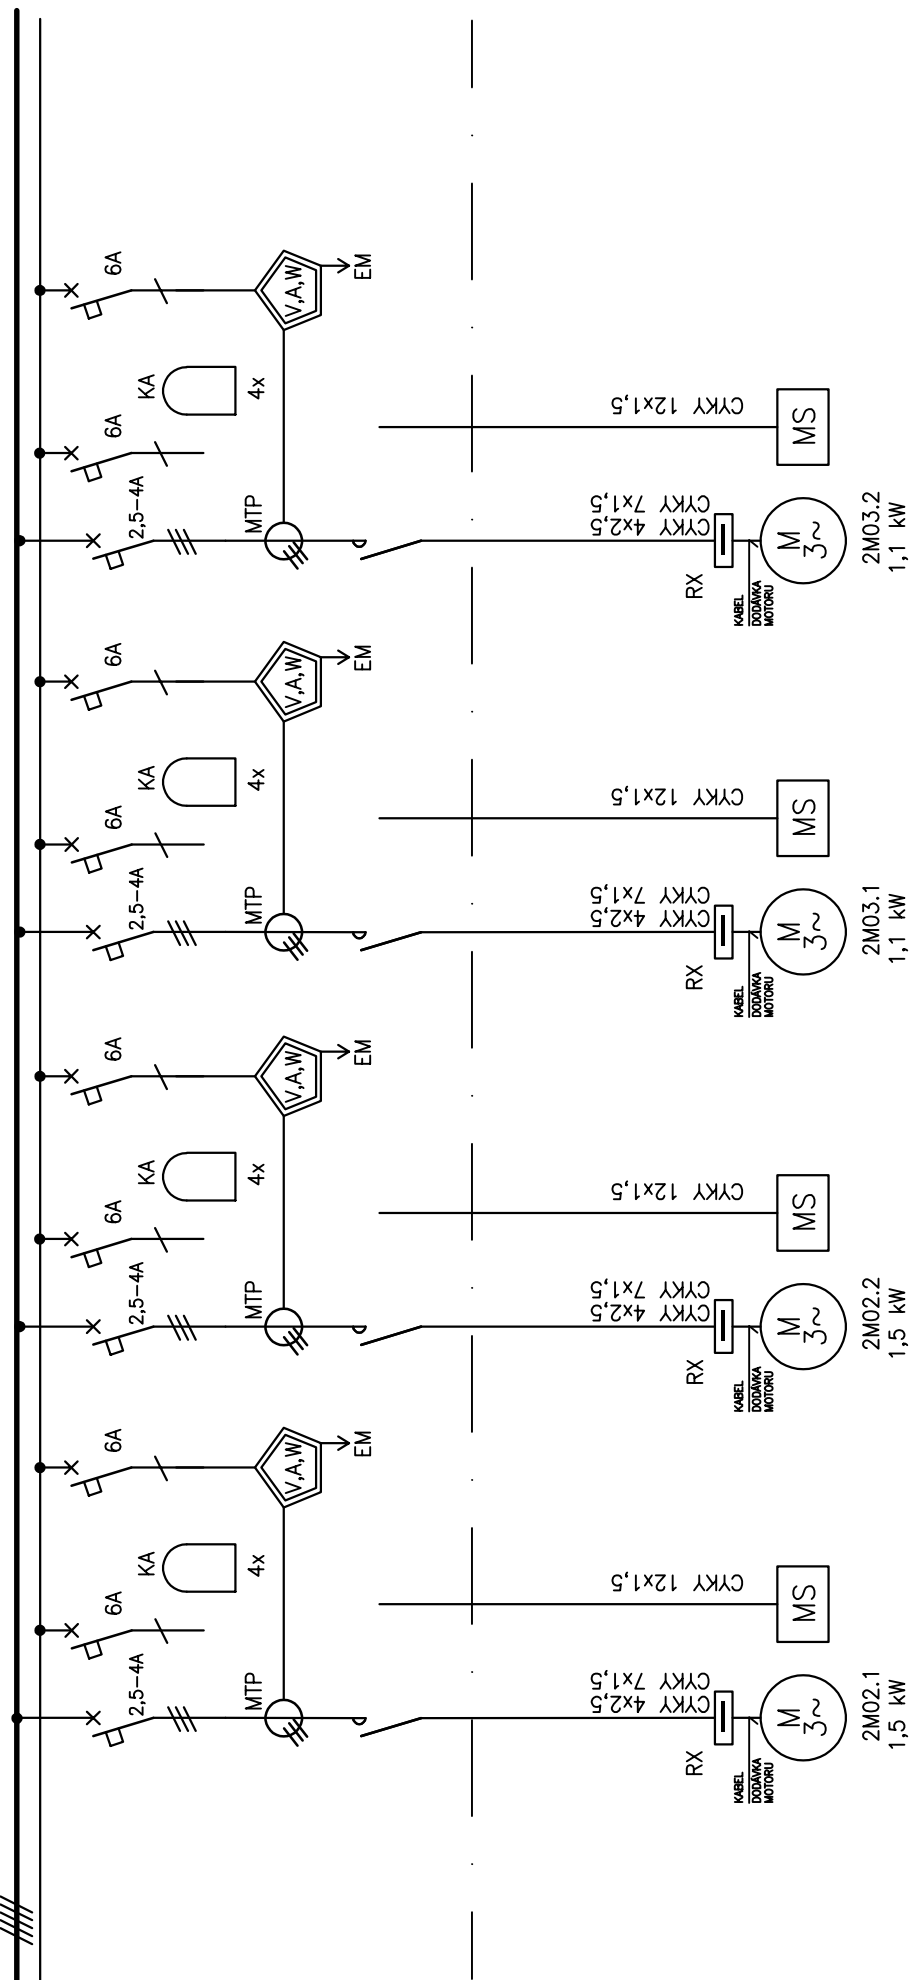 6A
V,A,W
EM
KA
4x
6A
2,5-4A
MTP
CYKY 12x1,5
MS
CYKY 7x1,5
CYKY 4x2,5
RX
KABEL
DODÁVKA
MOTORU
M
3~
2M03.2
1,1 kW
6A
V,A,W
EM
KA
4x
6A
2,5-4A
MTP
CYKY 12x1,5
MS
CYKY 7x1,5
CYKY 4x2,5
RX
KABEL
DODÁVKA
MOTORU
M
3~
2M03.1
1,1 kW
6A
V,A,W
EM
KA
4x
6A
2,5-4A
MTP
CYKY 12x1,5
MS
CYKY 7x1,5
CYKY 4x2,5
RX
KABEL
DODÁVKA
MOTORU
M
3~
2M02.2
1,5 kW
6A
V,A,W
EM
KA
4x
6A
2,5-4A
MTP
CYKY 12x1,5
MS
CYKY 7x1,5
CYKY 4x2,5
RX
KABEL
DODÁVKA
MOTORU
M
3~
2M02.1
1,5 kW